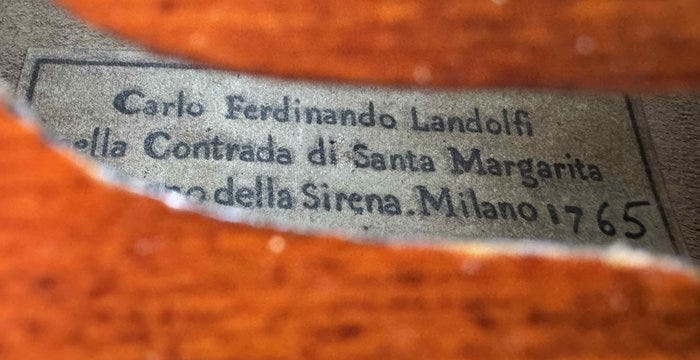 Carlo Ferdinando Landolfi
ella Contrada di Santa Margarita
della Sirena. Milano 1765